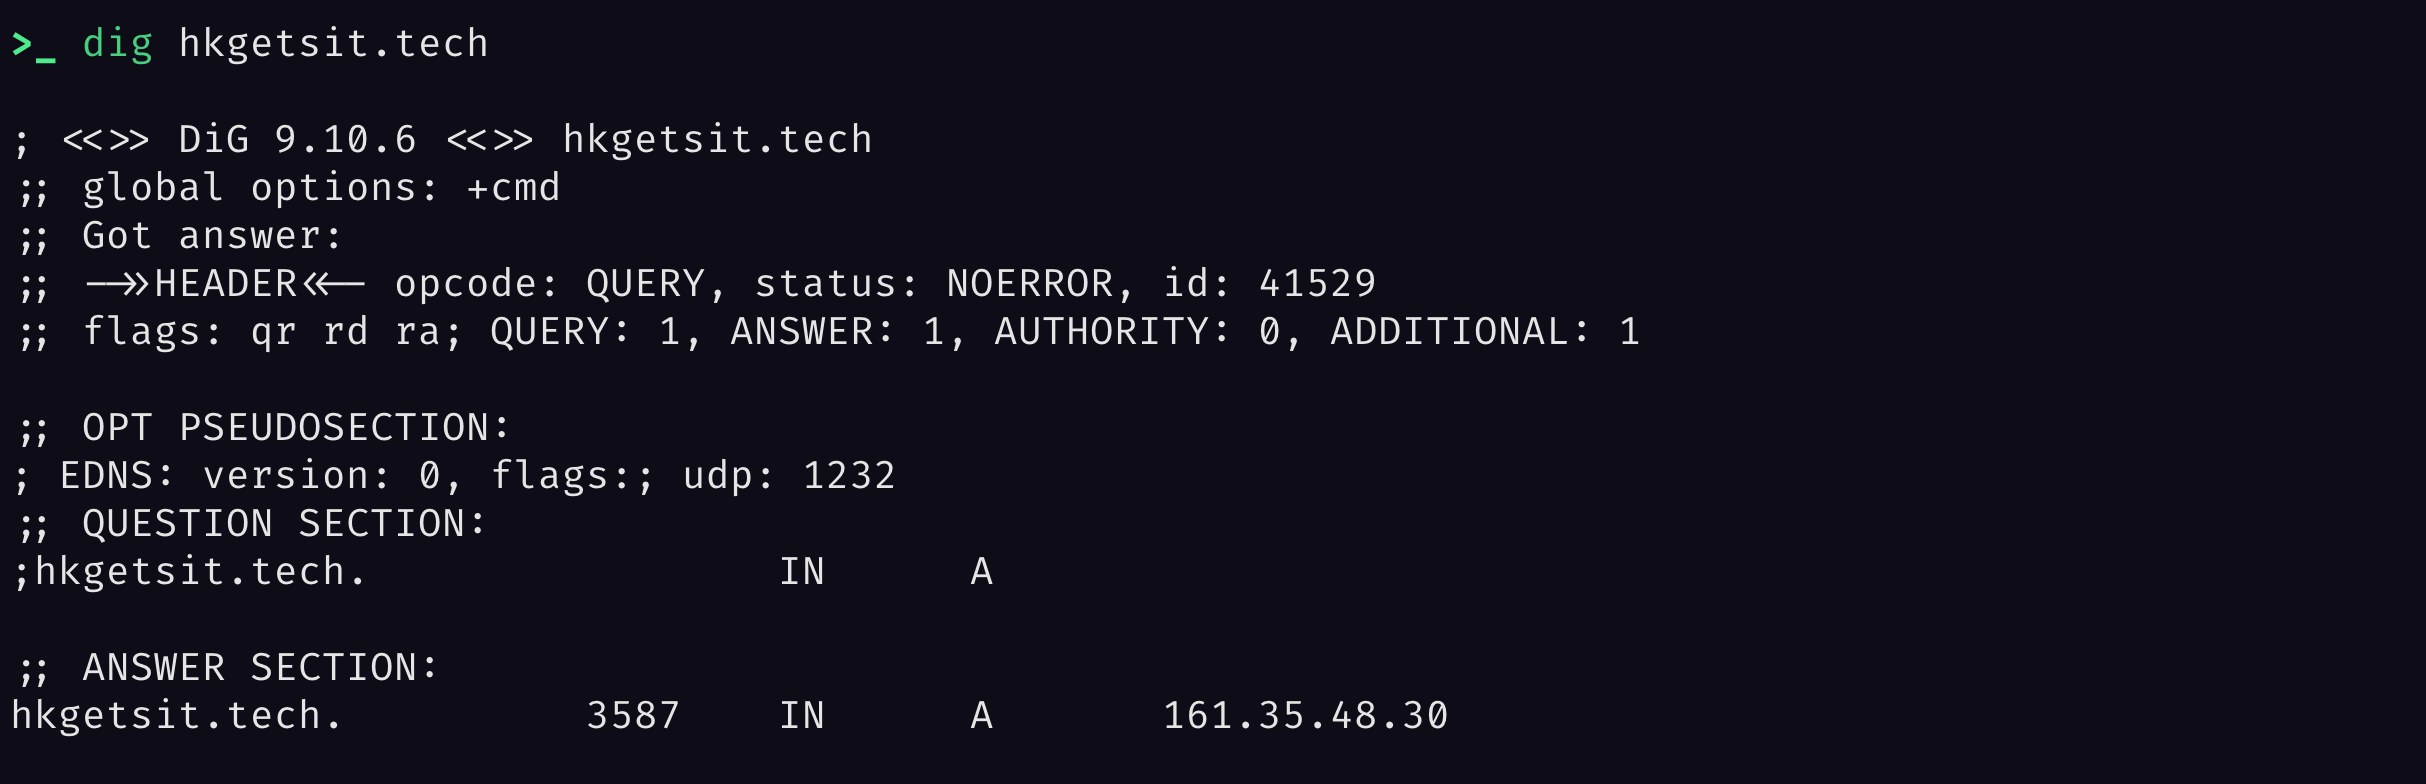 >_ dig hkgetsit.tech
; <<>> DiG 9.10.6 <<>> hkgetsit.tech
;; global options: +cmd
;; Got answer:
;; ->>HEADER<<- opcode: QUERY, status: NOERROR, id: 41529
;; flags: qr rd ra; QUERY: 1, ANSWER: 1, AUTHORITY: 0, ADDITIONAL: 1
;; OPT PSEUDOSECTION:
; EDNS: version: 0, flags:; udp: 1232
;; QUESTION SECTION:
;hkgetsit.tech. IN A
;; ANSWER SECTION:
hkgetsit.tech. 3587 IN A 161.35.48.30